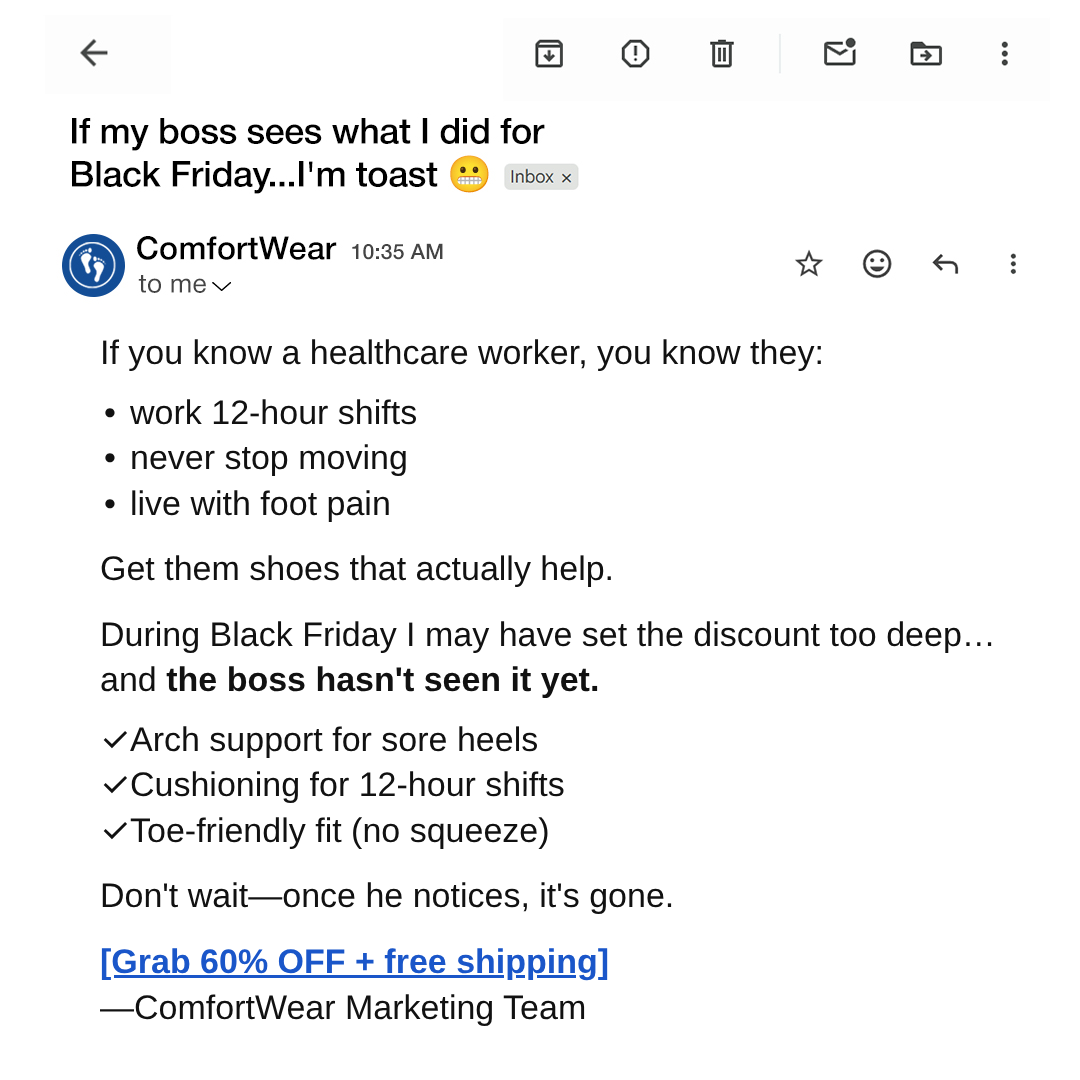 If my boss sees what I did for
Black Friday...I'm toast 😬 Inbox ×
ComfortWear 10:35 AM
to me
If you know a healthcare worker, you know they:
• work 12-hour shifts
• never stop moving
• live with foot pain
Get them shoes that actually help.
During Black Friday I may have set the discount too deep…
and the boss hasn't seen it yet.
✓Arch support for sore heels
✓Cushioning for 12-hour shifts
✓Toe-friendly fit (no squeeze)
Don't wait—once he notices, it's gone.
[Grab 60% OFF + free shipping]
—ComfortWear Marketing Team